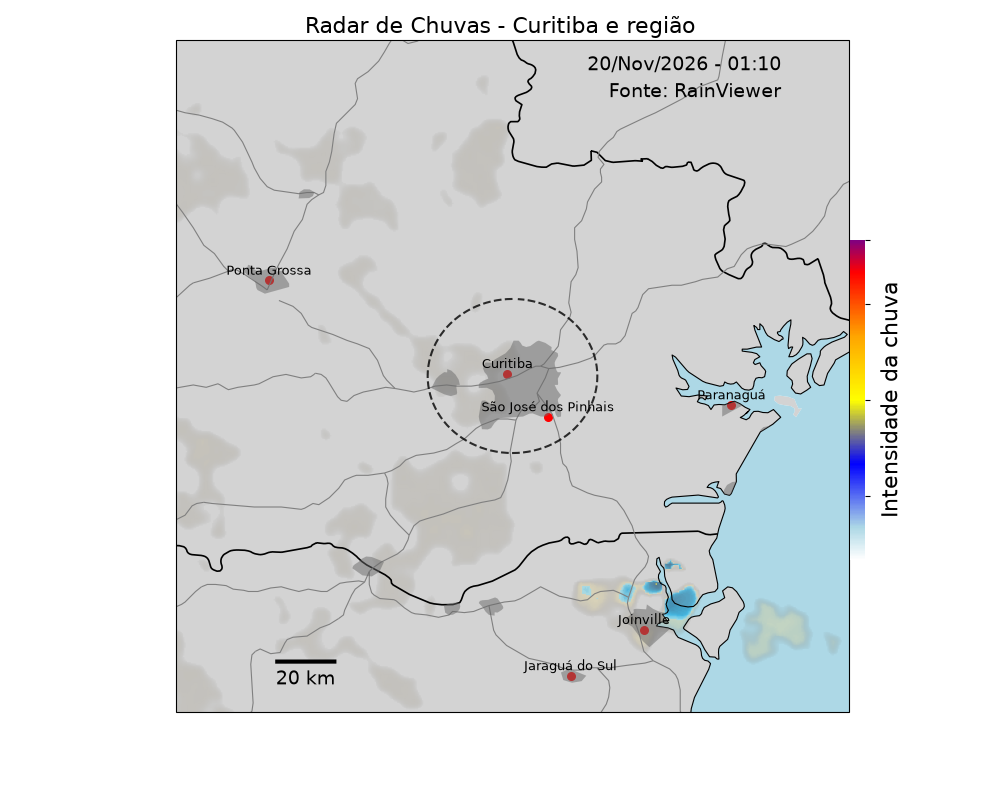 Radar de Chuvas - Curitiba e região
20/Nov/2026 - 01:10
Fonte: RainViewer
Ponta Grossa
Curitiba
Paranaguá
São José dos Pinhais
Joinville
Jaraguá do Sul
20 km
Intensidade da chuva